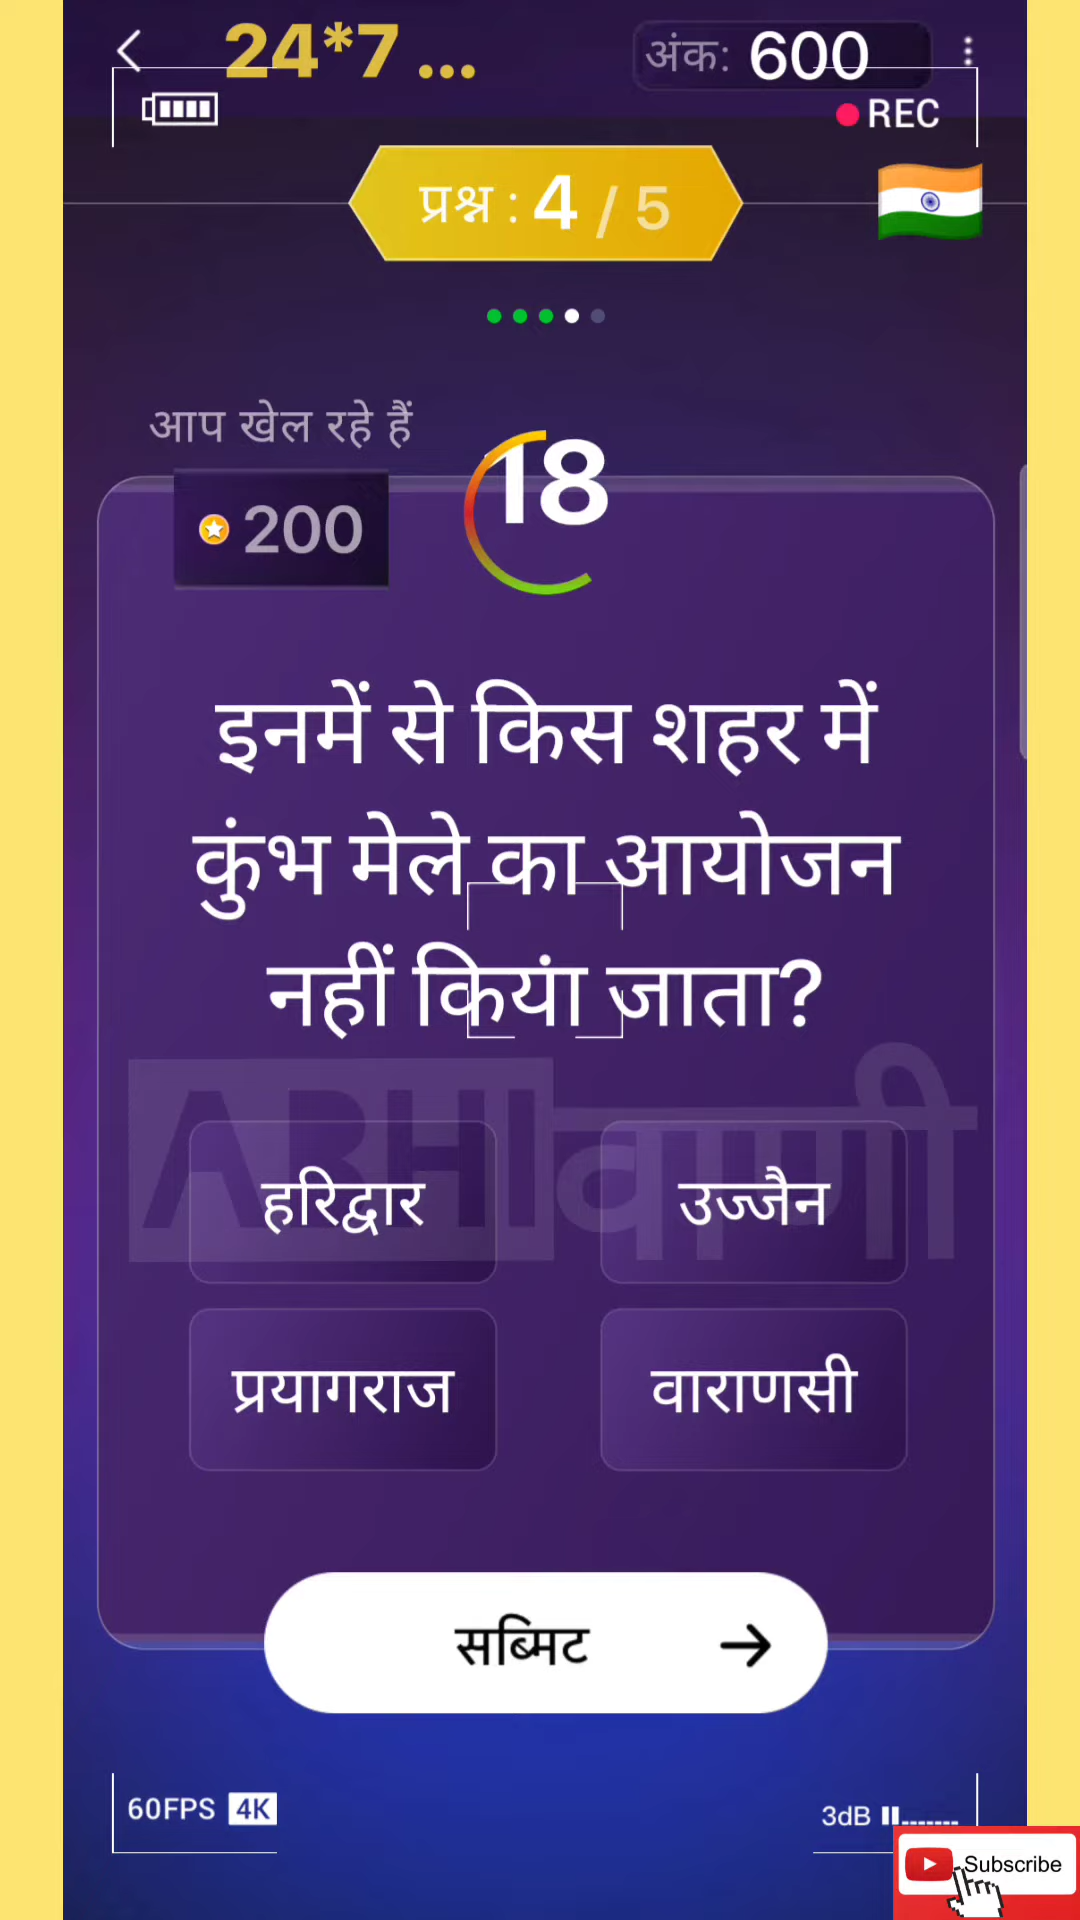 24*7 ...
अंक: 600
REC
प्रश्न : 4 / 5
आप खेल रहे हैं
200
18
इनमें से किस शहर में
कुंभ मेले का आयोजन
नहीं किया जाता?
ABHIवाणी
हरिद्वार
उज्जैन
प्रयागराज
वाराणसी
सब्मिट
60FPS 4K
3dB
Subscribe